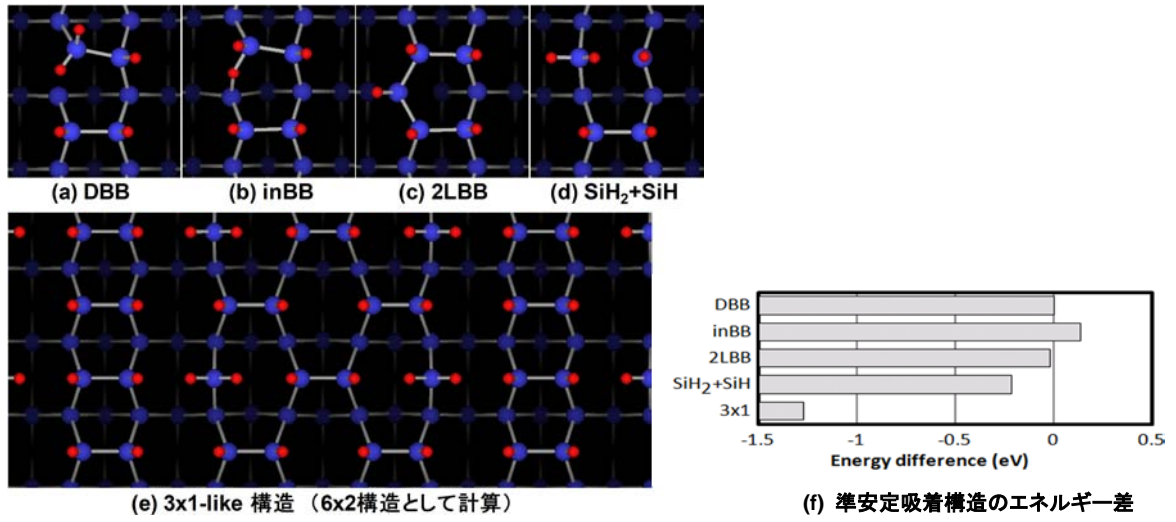 (a) DBB
(b) inBB
(c) 2LBB
(d) SiH2+SiH
(e) 3x1-like 構造 （6x2構造として計算）
DBB
inBB
2LBB
SiH2+SiH
3x1
-1.5 -1 -0.5 0 0.5
Energy difference (eV)
(f) 準安定吸着構造のエネルギー差